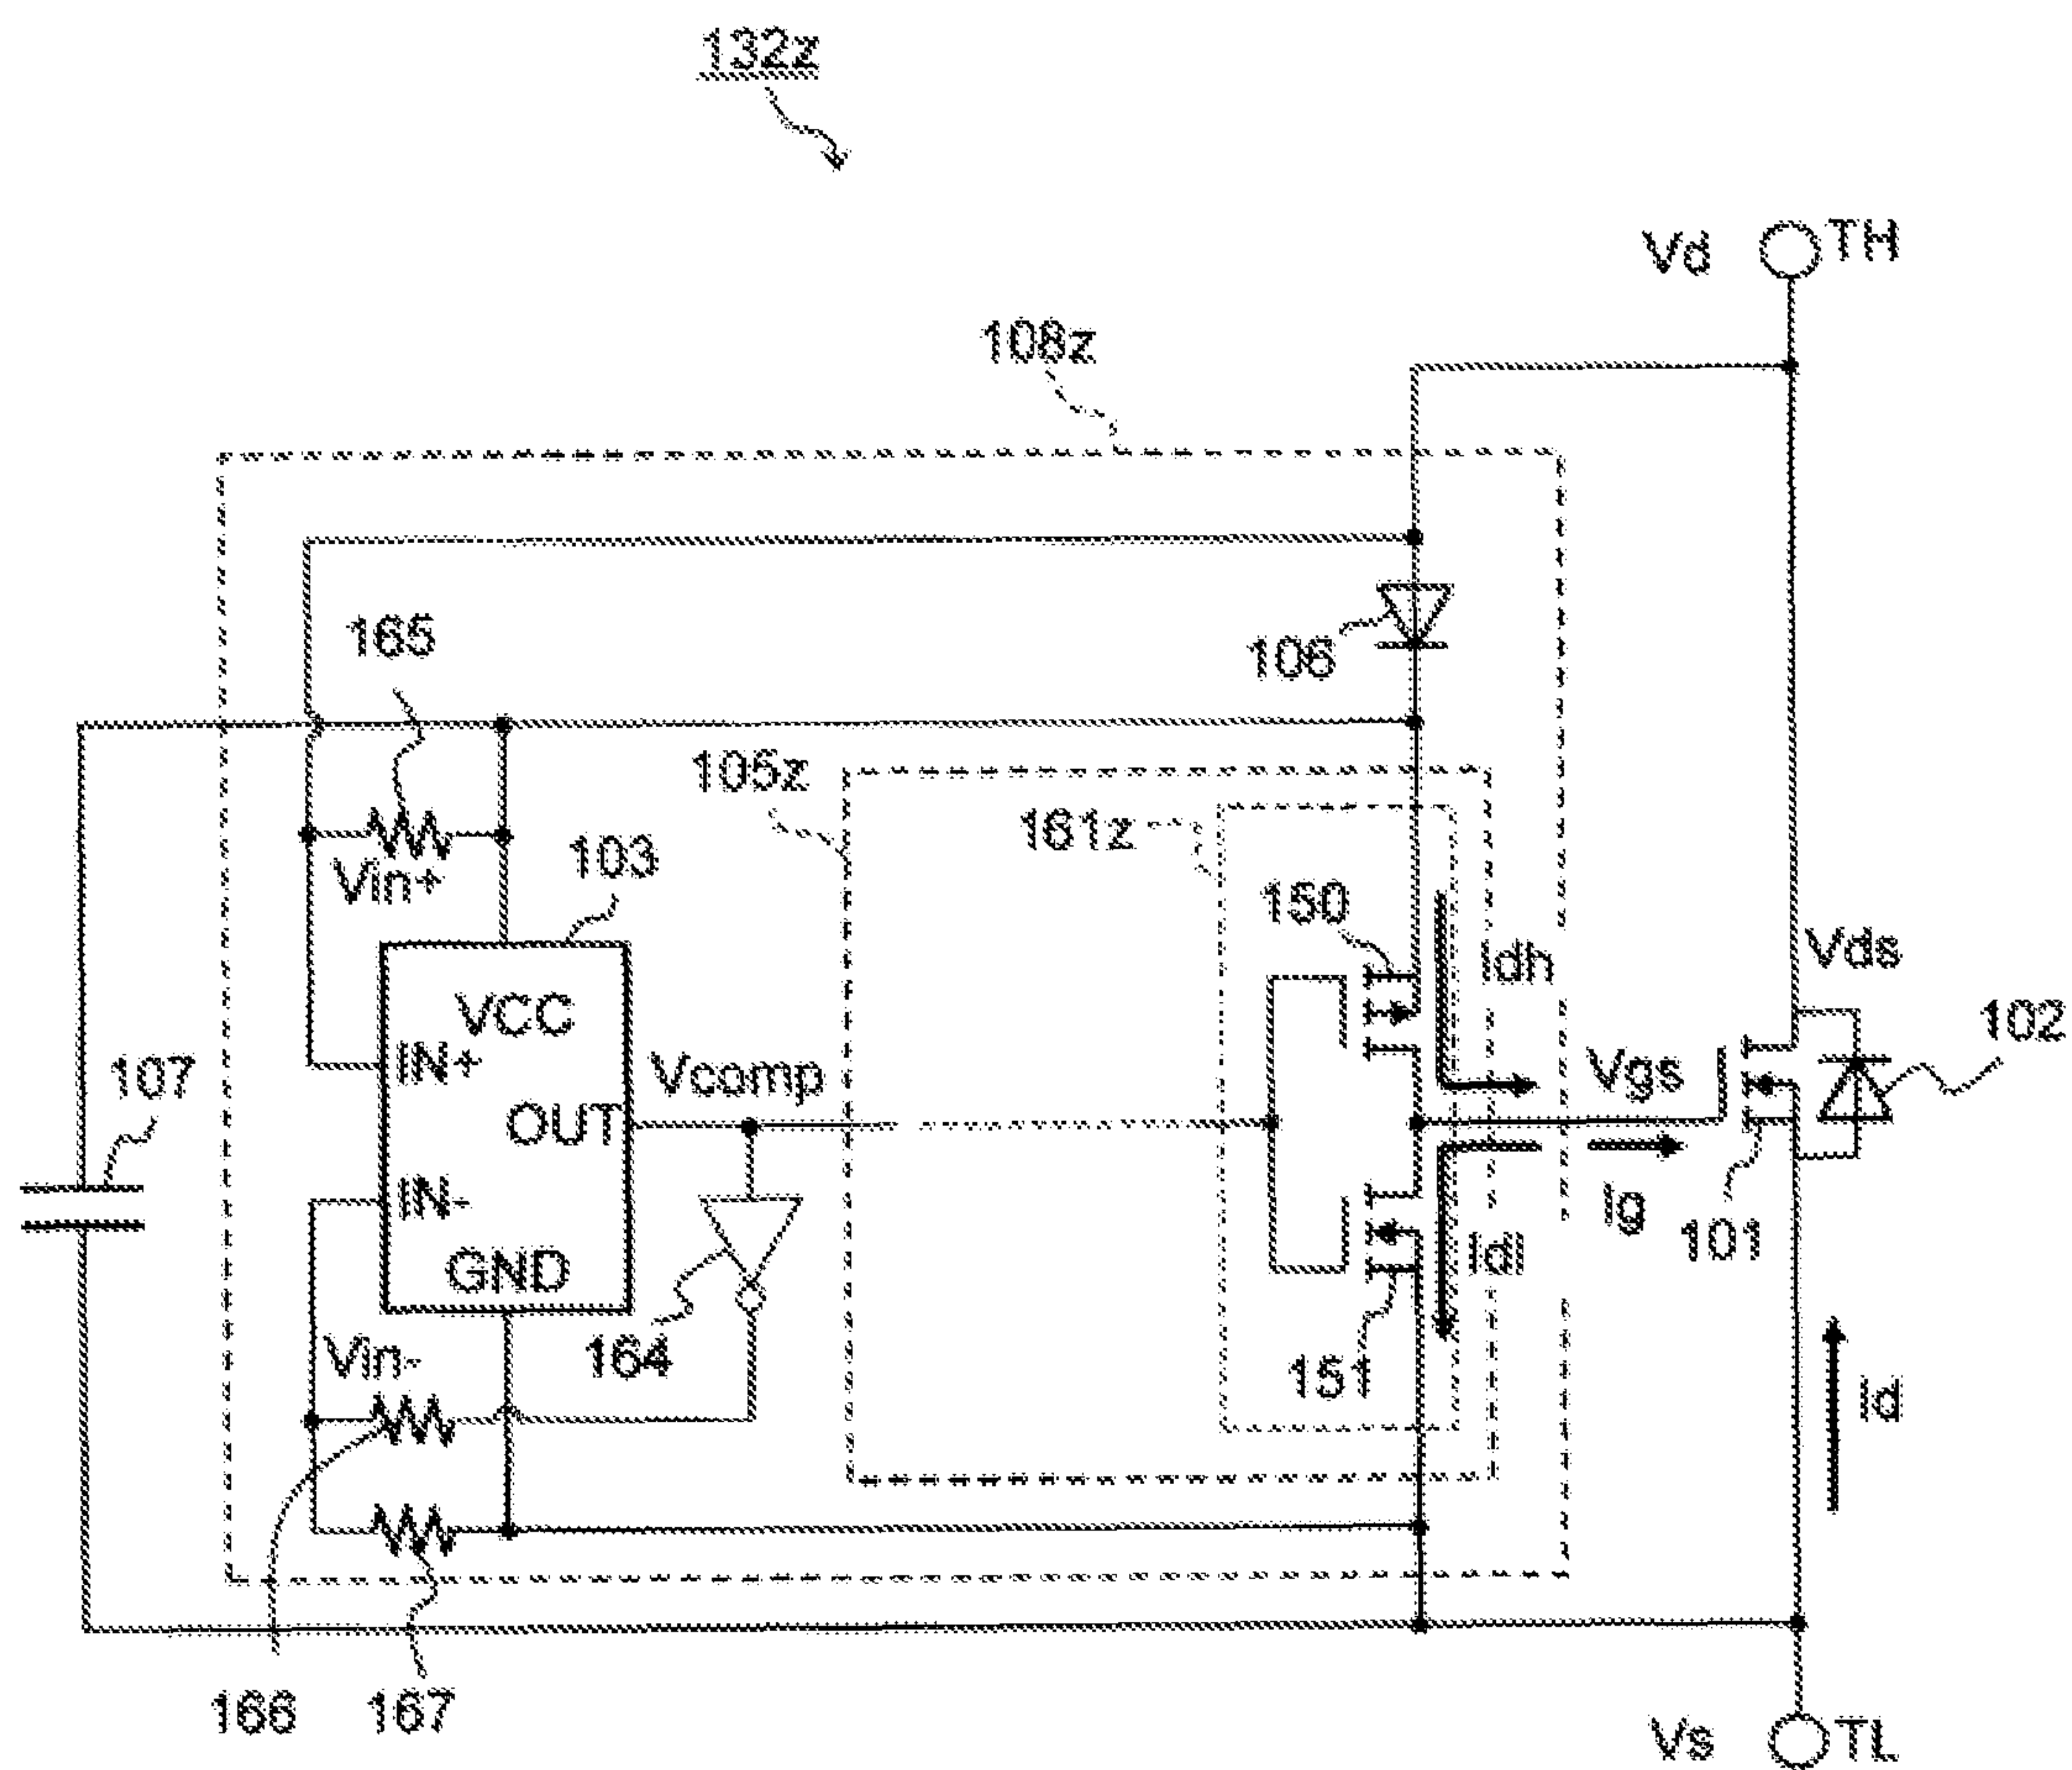 132z
Vd
TH
108z
165
106
105z
161z
Vin+
103
150
Idh
Vds
VCC
102
107
IN+
Vcomp
Vgs
OUT
IN-
Ig
101
GND
Idl
Vin-
164
151
Id
166
167
Vs
TL